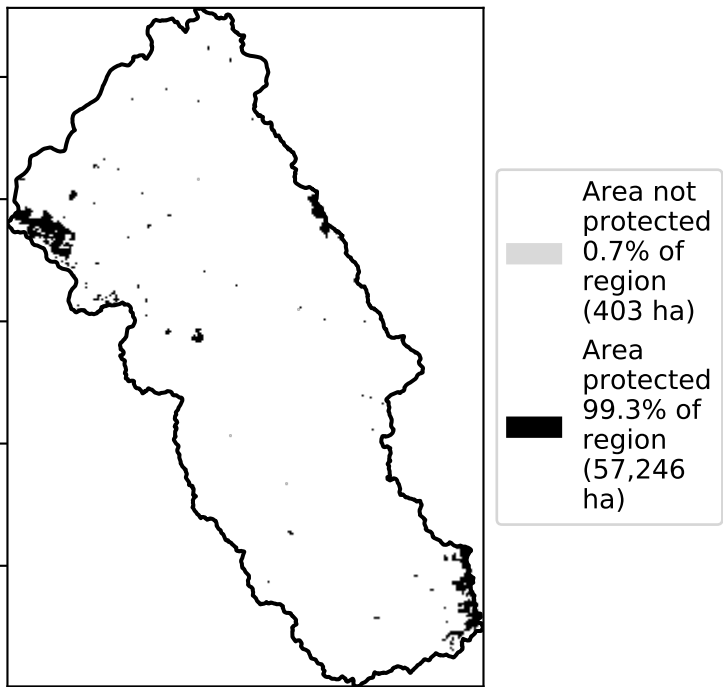 Area not
protected
0.7% of
region
(403 ha)
Area
protected
99.3% of
region
(57,246
ha)